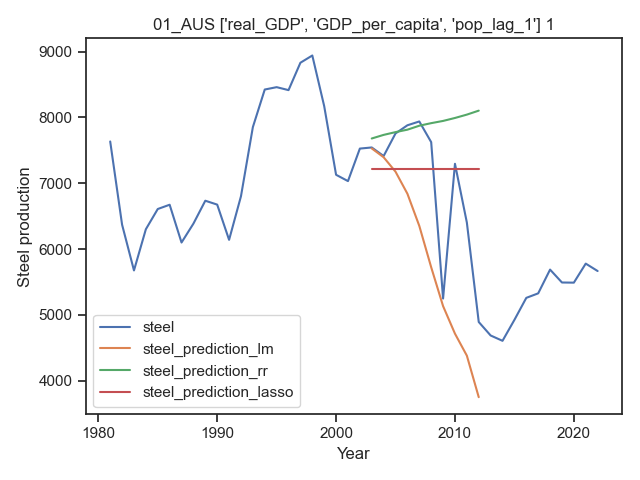 01_AUS ['real_GDP', 'GDP_per_capita', 'pop_lag_1'] 1
9000
8000
7000
6000
5000
4000
Steel production
steel
steel_prediction_lm
steel_prediction_rr
steel_prediction_lasso
1980
1990
2000
2010
2020
Year